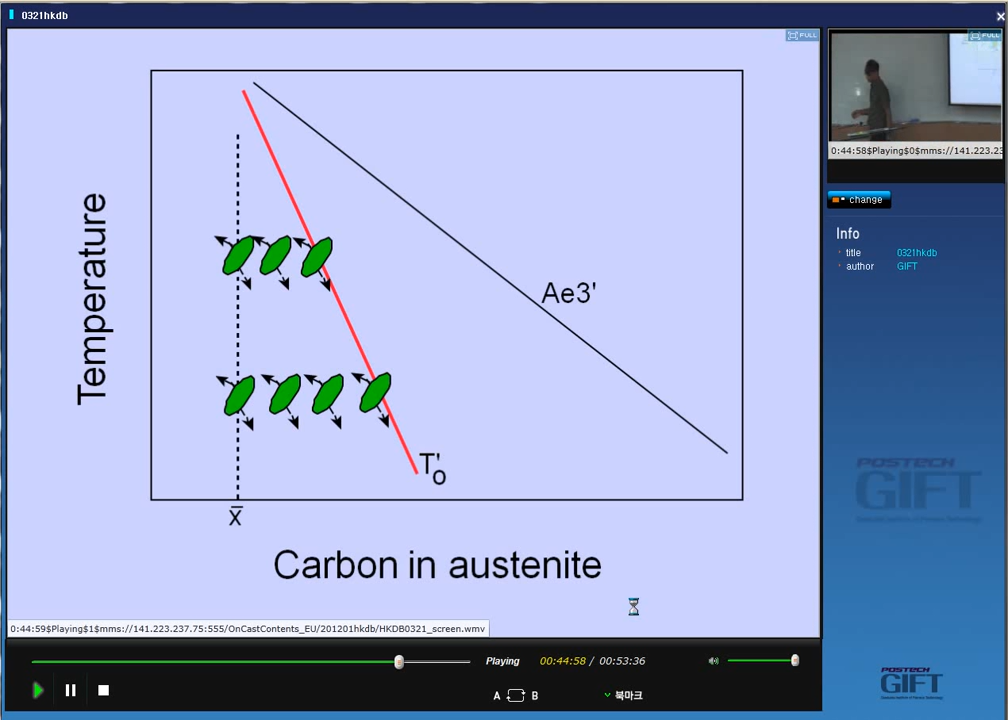 0321hkdb
FULL
FULL
Temperature
Ae3'
T'o
x̄
Carbon in austenite
0:44:59$Playing$1$mms://141.223.237.75:555/OnCastContents_EU/201201hkdb/HKDB0321_screen.wmv
Playing
00:44:58 / 00:53:36
A B
북마크
0:44:58$Playing$0$mms://141.223.23
change
Info
title 0321hkdb
author GIFT
POSTECH
GIFT
POSTECH
GIFT